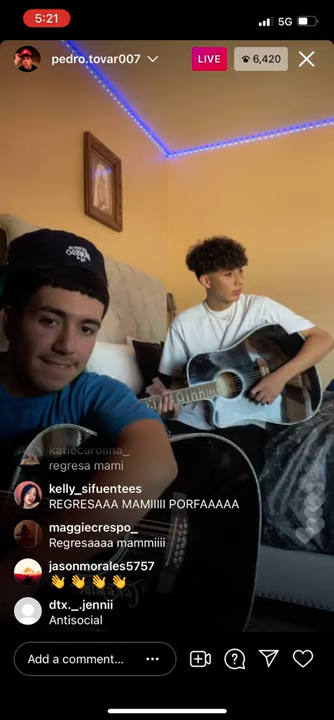 5:21
5G
pedro.tovar007
LIVE
6,420
katiecarolina_
regresa mami
kelly_sifuentees
REGRESAAA MAMIIIII PORFAAAAA
maggiecrespo_
Regresaaaa mammiiii
jasonmorales5757
👋👋👋👋
dtx._.jennii
Antisocial
Add a comment...